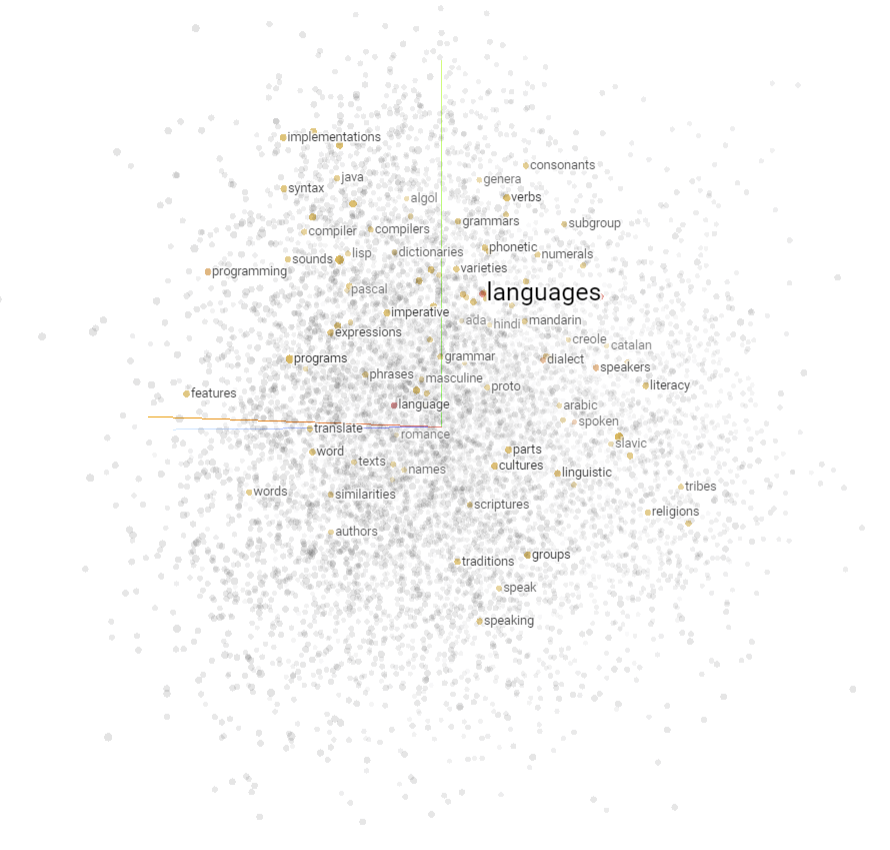 implementations
consonants
java
genera
syntax
algol
verbs
grammars
subgroup
compiler
compilers
phonetic
dictionaries
lisp
numerals
sounds
varieties
programming
pascal
languages
imperative
ada
hindi
mandarin
expressions
creole
catalan
programs
grammar
dialect
speakers
phrases
masculine
proto
literacy
features
language
arabic
spoken
translate
romance
slavic
word
parts
texts
names
cultures
linguistic
words
similarities
tribes
scriptures
religions
authors
traditions
groups
speak
speaking